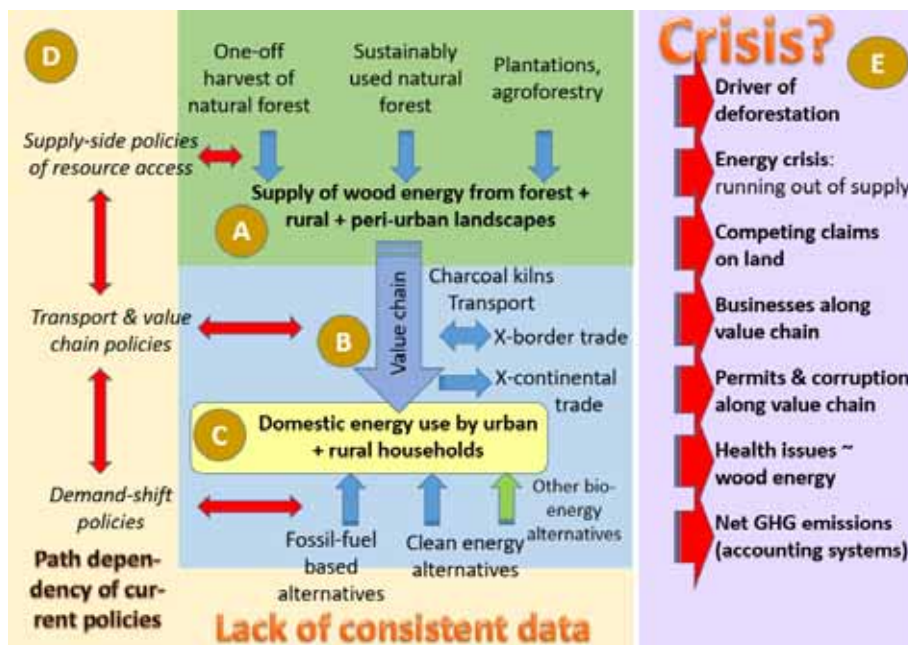 D
One-off
harvest of
natural forest
Sustainably
used natural
forest
Plantations,
agroforestry
Supply-side policies
of resource access
Supply of wood energy from forest +
rural + peri-urban landscapes
A
Value chain
Charcoal kilns
Transport
Transport & value
chain policies
B
X-border trade
X-continental
trade
C
Domestic energy use by urban
+ rural households
Demand-shift
policies
Fossil-fuel
based
alternatives
Clean energy
alternatives
Other bio-
energy
alternatives
Path depen-
dency of cur-
rent policies
Lack of consistent data
Crisis?
E
Driver of
deforestation
Energy crisis:
running out of supply
Competing claims
on land
Businesses along
value chain
Permits & corruption
along value chain
Health issues ~
wood energy
Net GHG emissions
(accounting systems)